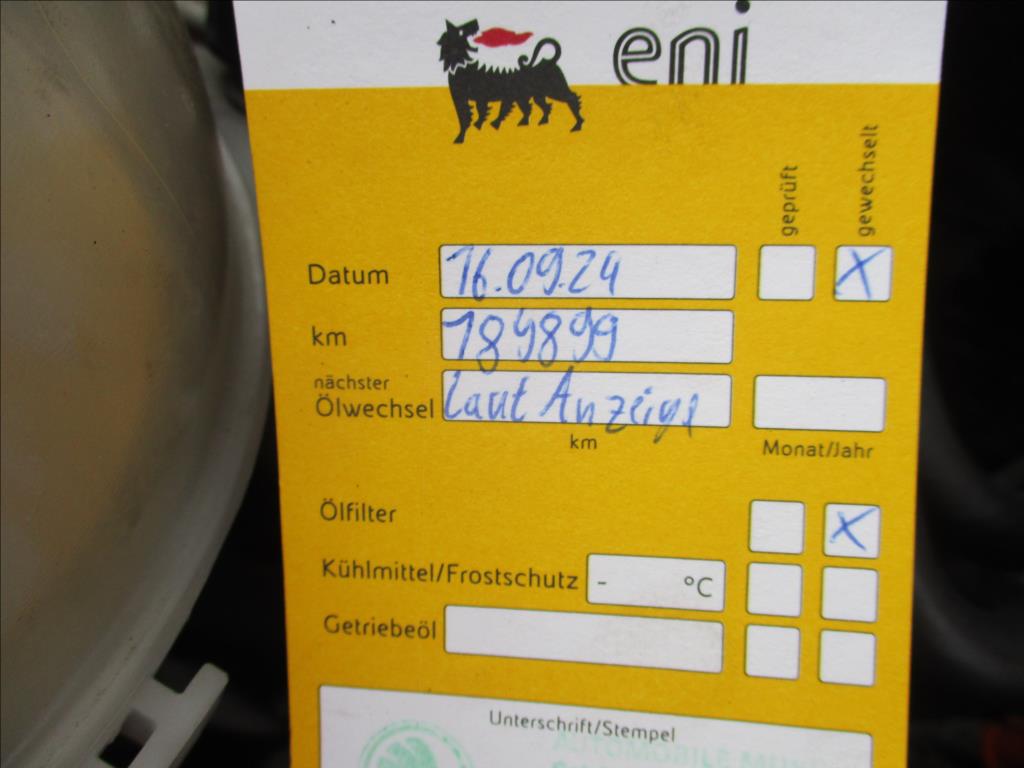 eni
geprüft
gewechselt
Datum 16.09.24 X
km 189899
nächster
Ölwechsel laut Anzeige
km Monat/Jahr
Ölfilter X
Kühlmittel/Frostschutz - °C
Getriebeöl
Unterschrift/Stempel
AUTOMOBILE